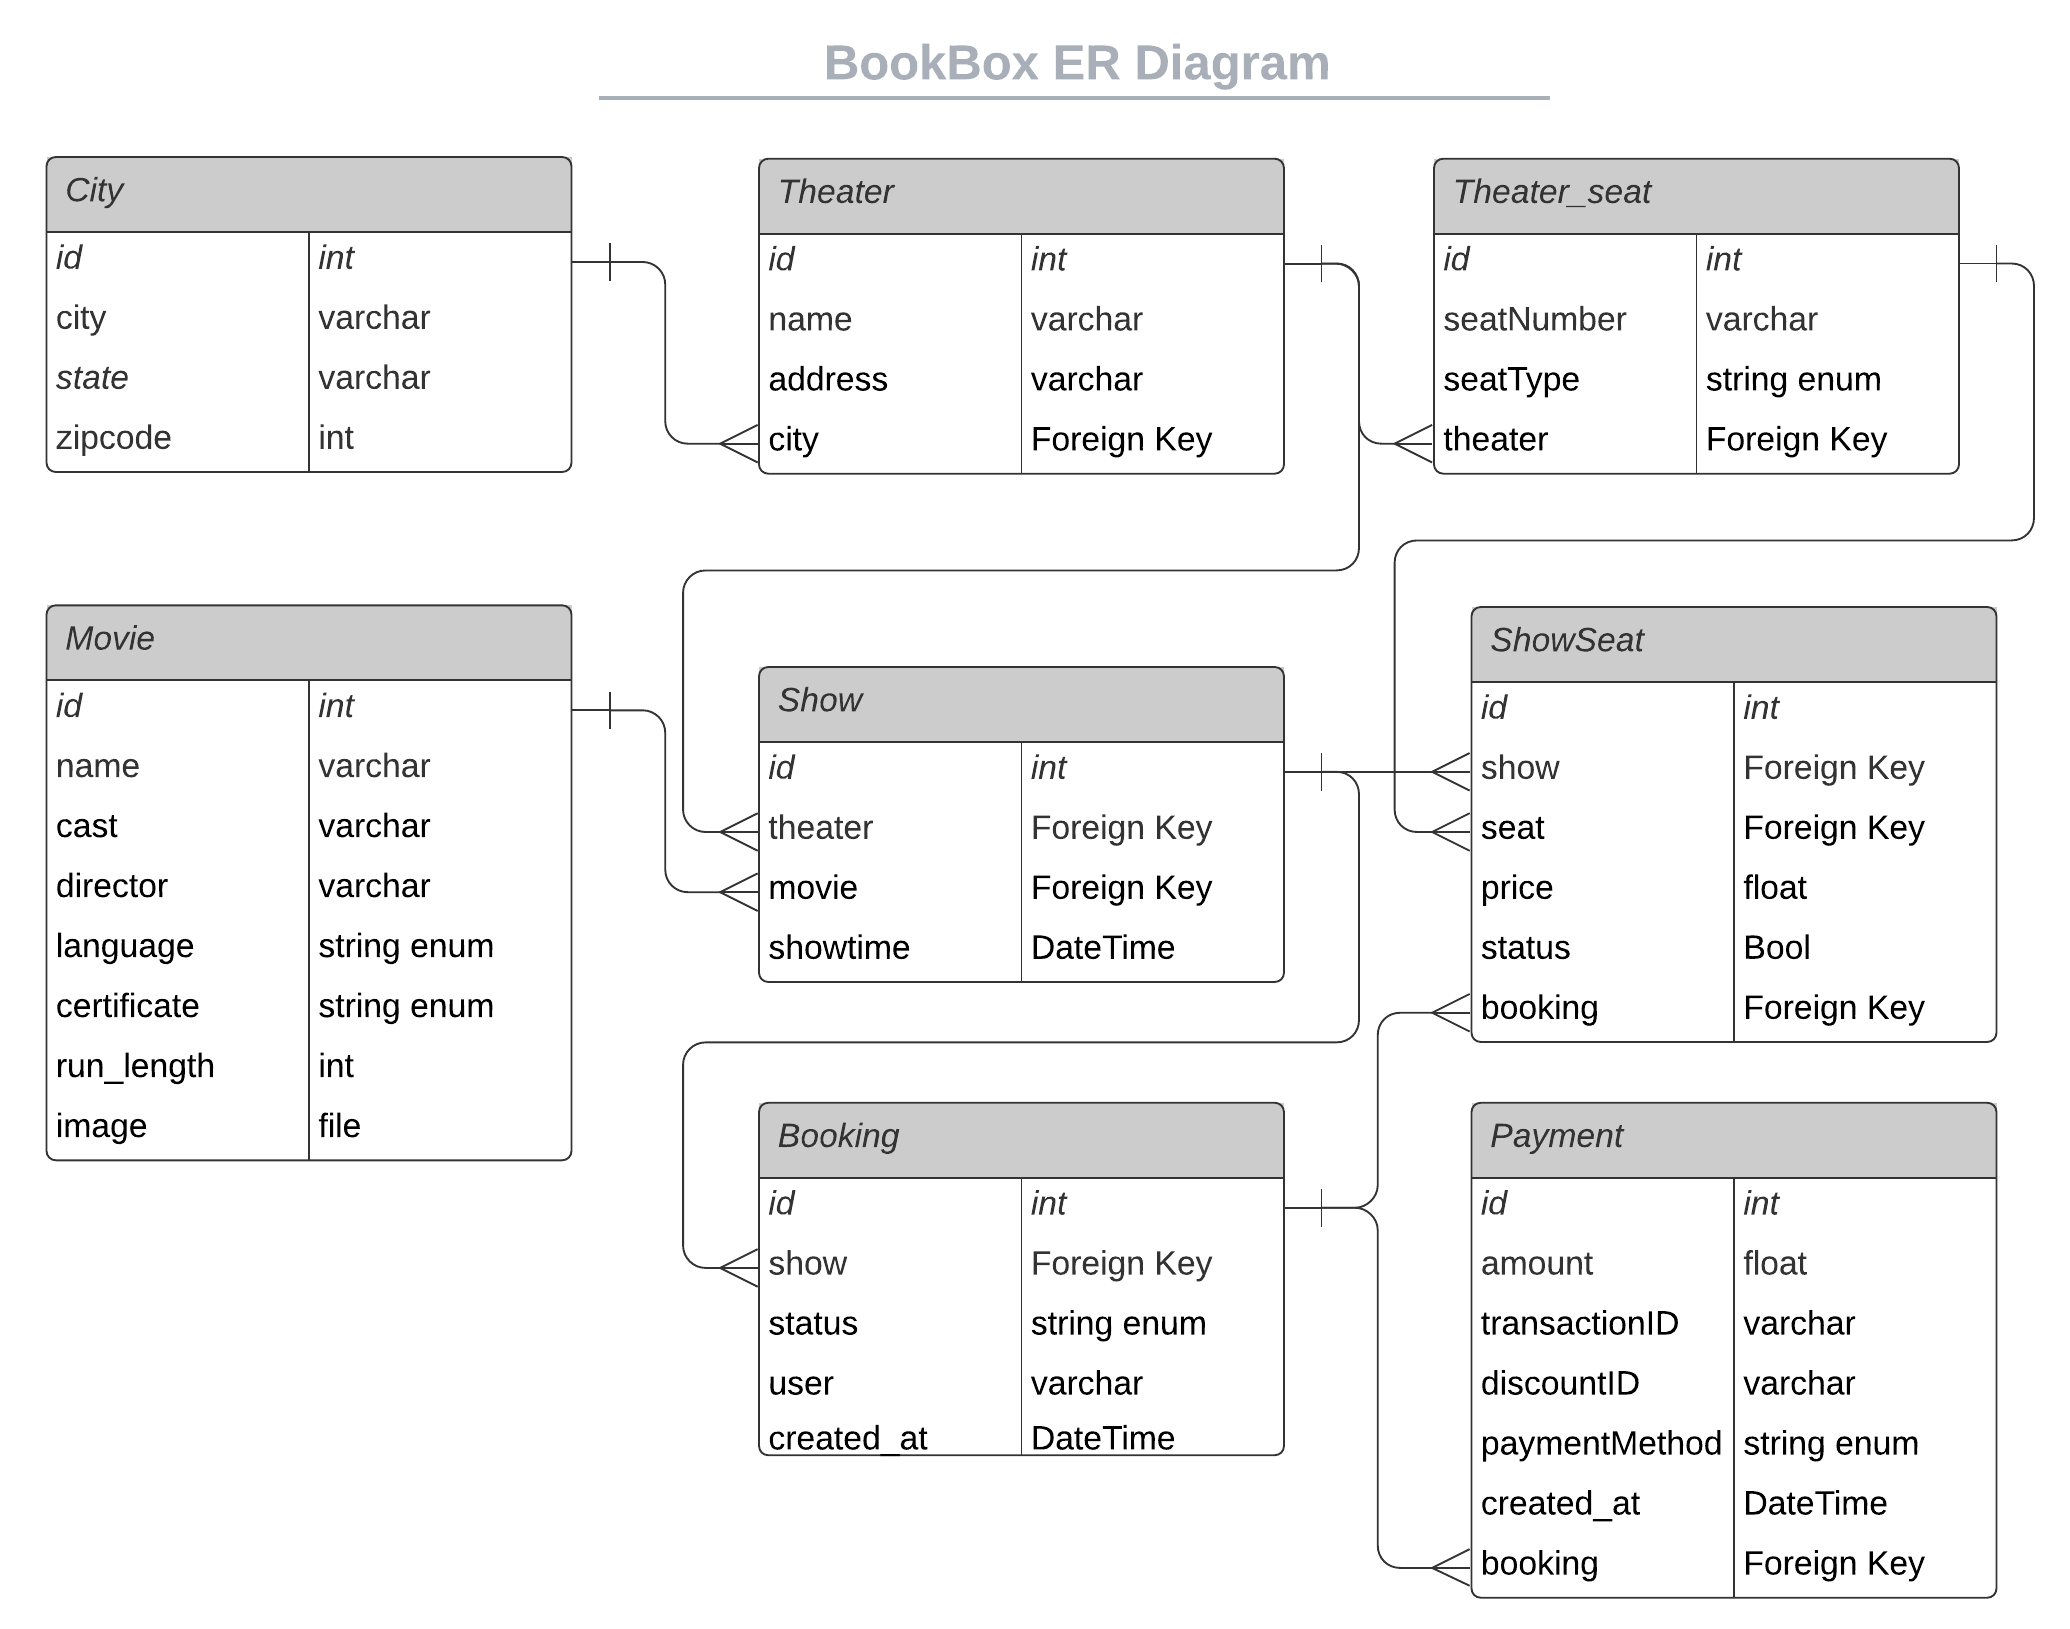 BookBox ER Diagram
City
id int
city varchar
state varchar
zipcode int
Theater
id int
name varchar
address varchar
city Foreign Key
Theater_seat
id int
seatNumber varchar
seatType string enum
theater Foreign Key
Movie
id int
name varchar
cast varchar
director varchar
language string enum
certificate string enum
run_length int
image file
Show
id int
theater Foreign Key
movie Foreign Key
showtime DateTime
ShowSeat
id int
show Foreign Key
seat Foreign Key
price float
status Bool
booking Foreign Key
Booking
id int
show Foreign Key
status string enum
user varchar
created_at DateTime
Payment
id int
amount float
transactionID varchar
discountID varchar
paymentMethod string enum
created_at DateTime
booking Foreign Key